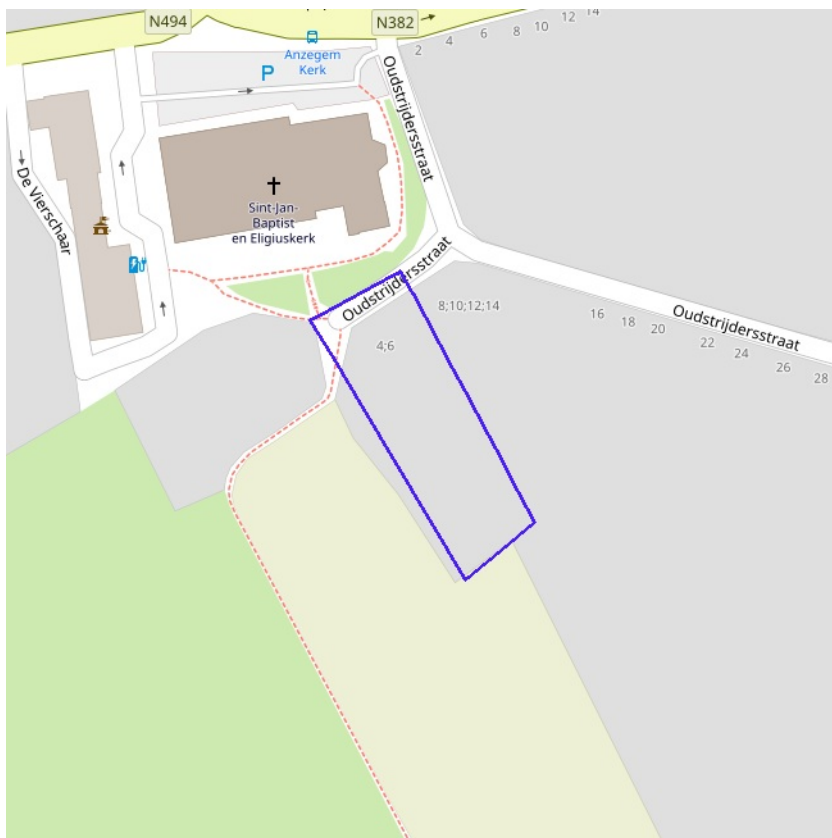 N494
N382
14
12
10
8
6
4
2
Anzegem
Kerk
P
Oudstrijdersstraat
De Vierschaar
Sint-Jan-
Baptist
en Eligiuskerk
Oudstrijdersstraat
8;10;12;14
4;6
Oudstrijdersstraat
16
18
20
22
24
26
28